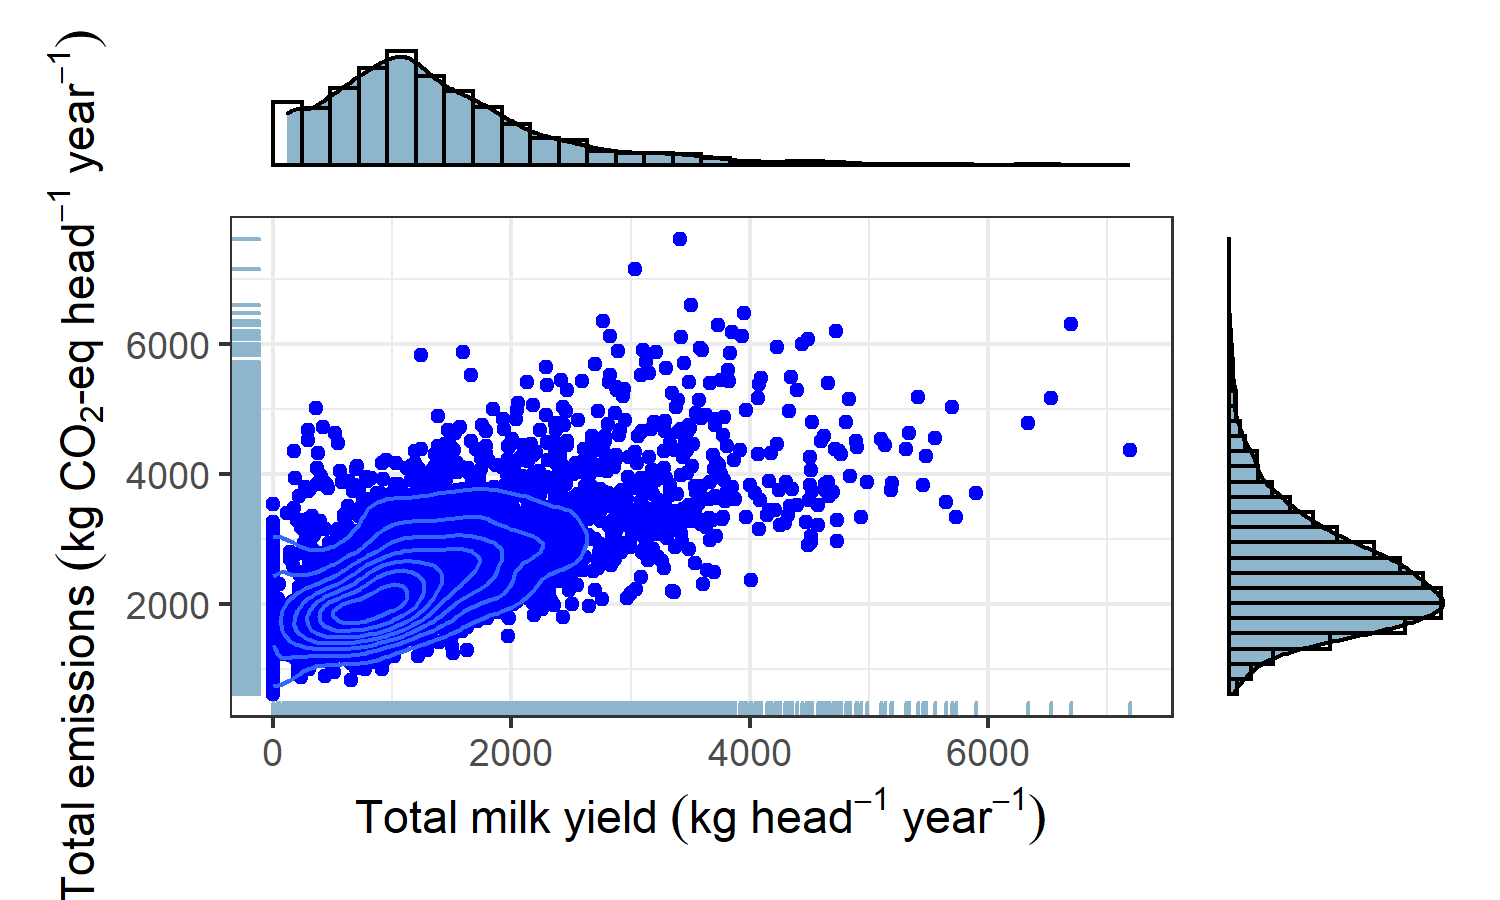 Total emissions (kg CO₂-eq head⁻¹ year⁻¹)
6000
4000
2000
0 2000 4000 6000
Total milk yield (kg head⁻¹ year⁻¹)